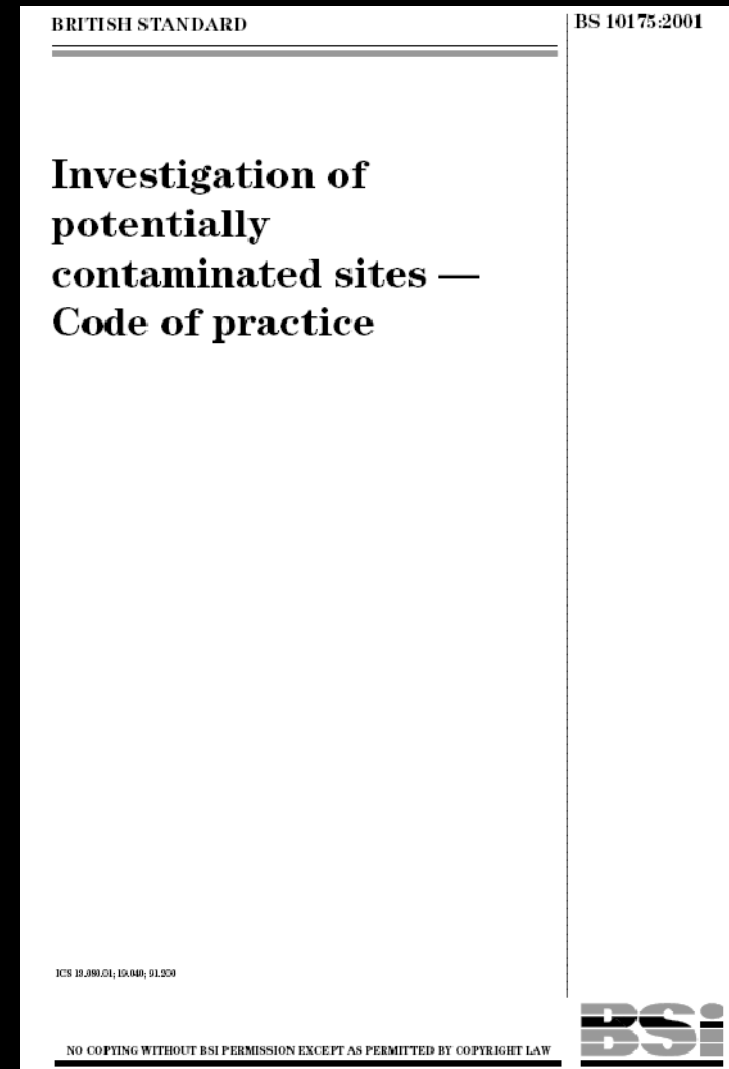 BRITISH STANDARD
BS 10175:2001
Investigation of
potentially
contaminated sites —
Code of practice
ICS 13.080.01; 19.040; 91.200
NO COPYING WITHOUT BSI PERMISSION EXCEPT AS PERMITTED BY COPYRIGHT LAW
BSi